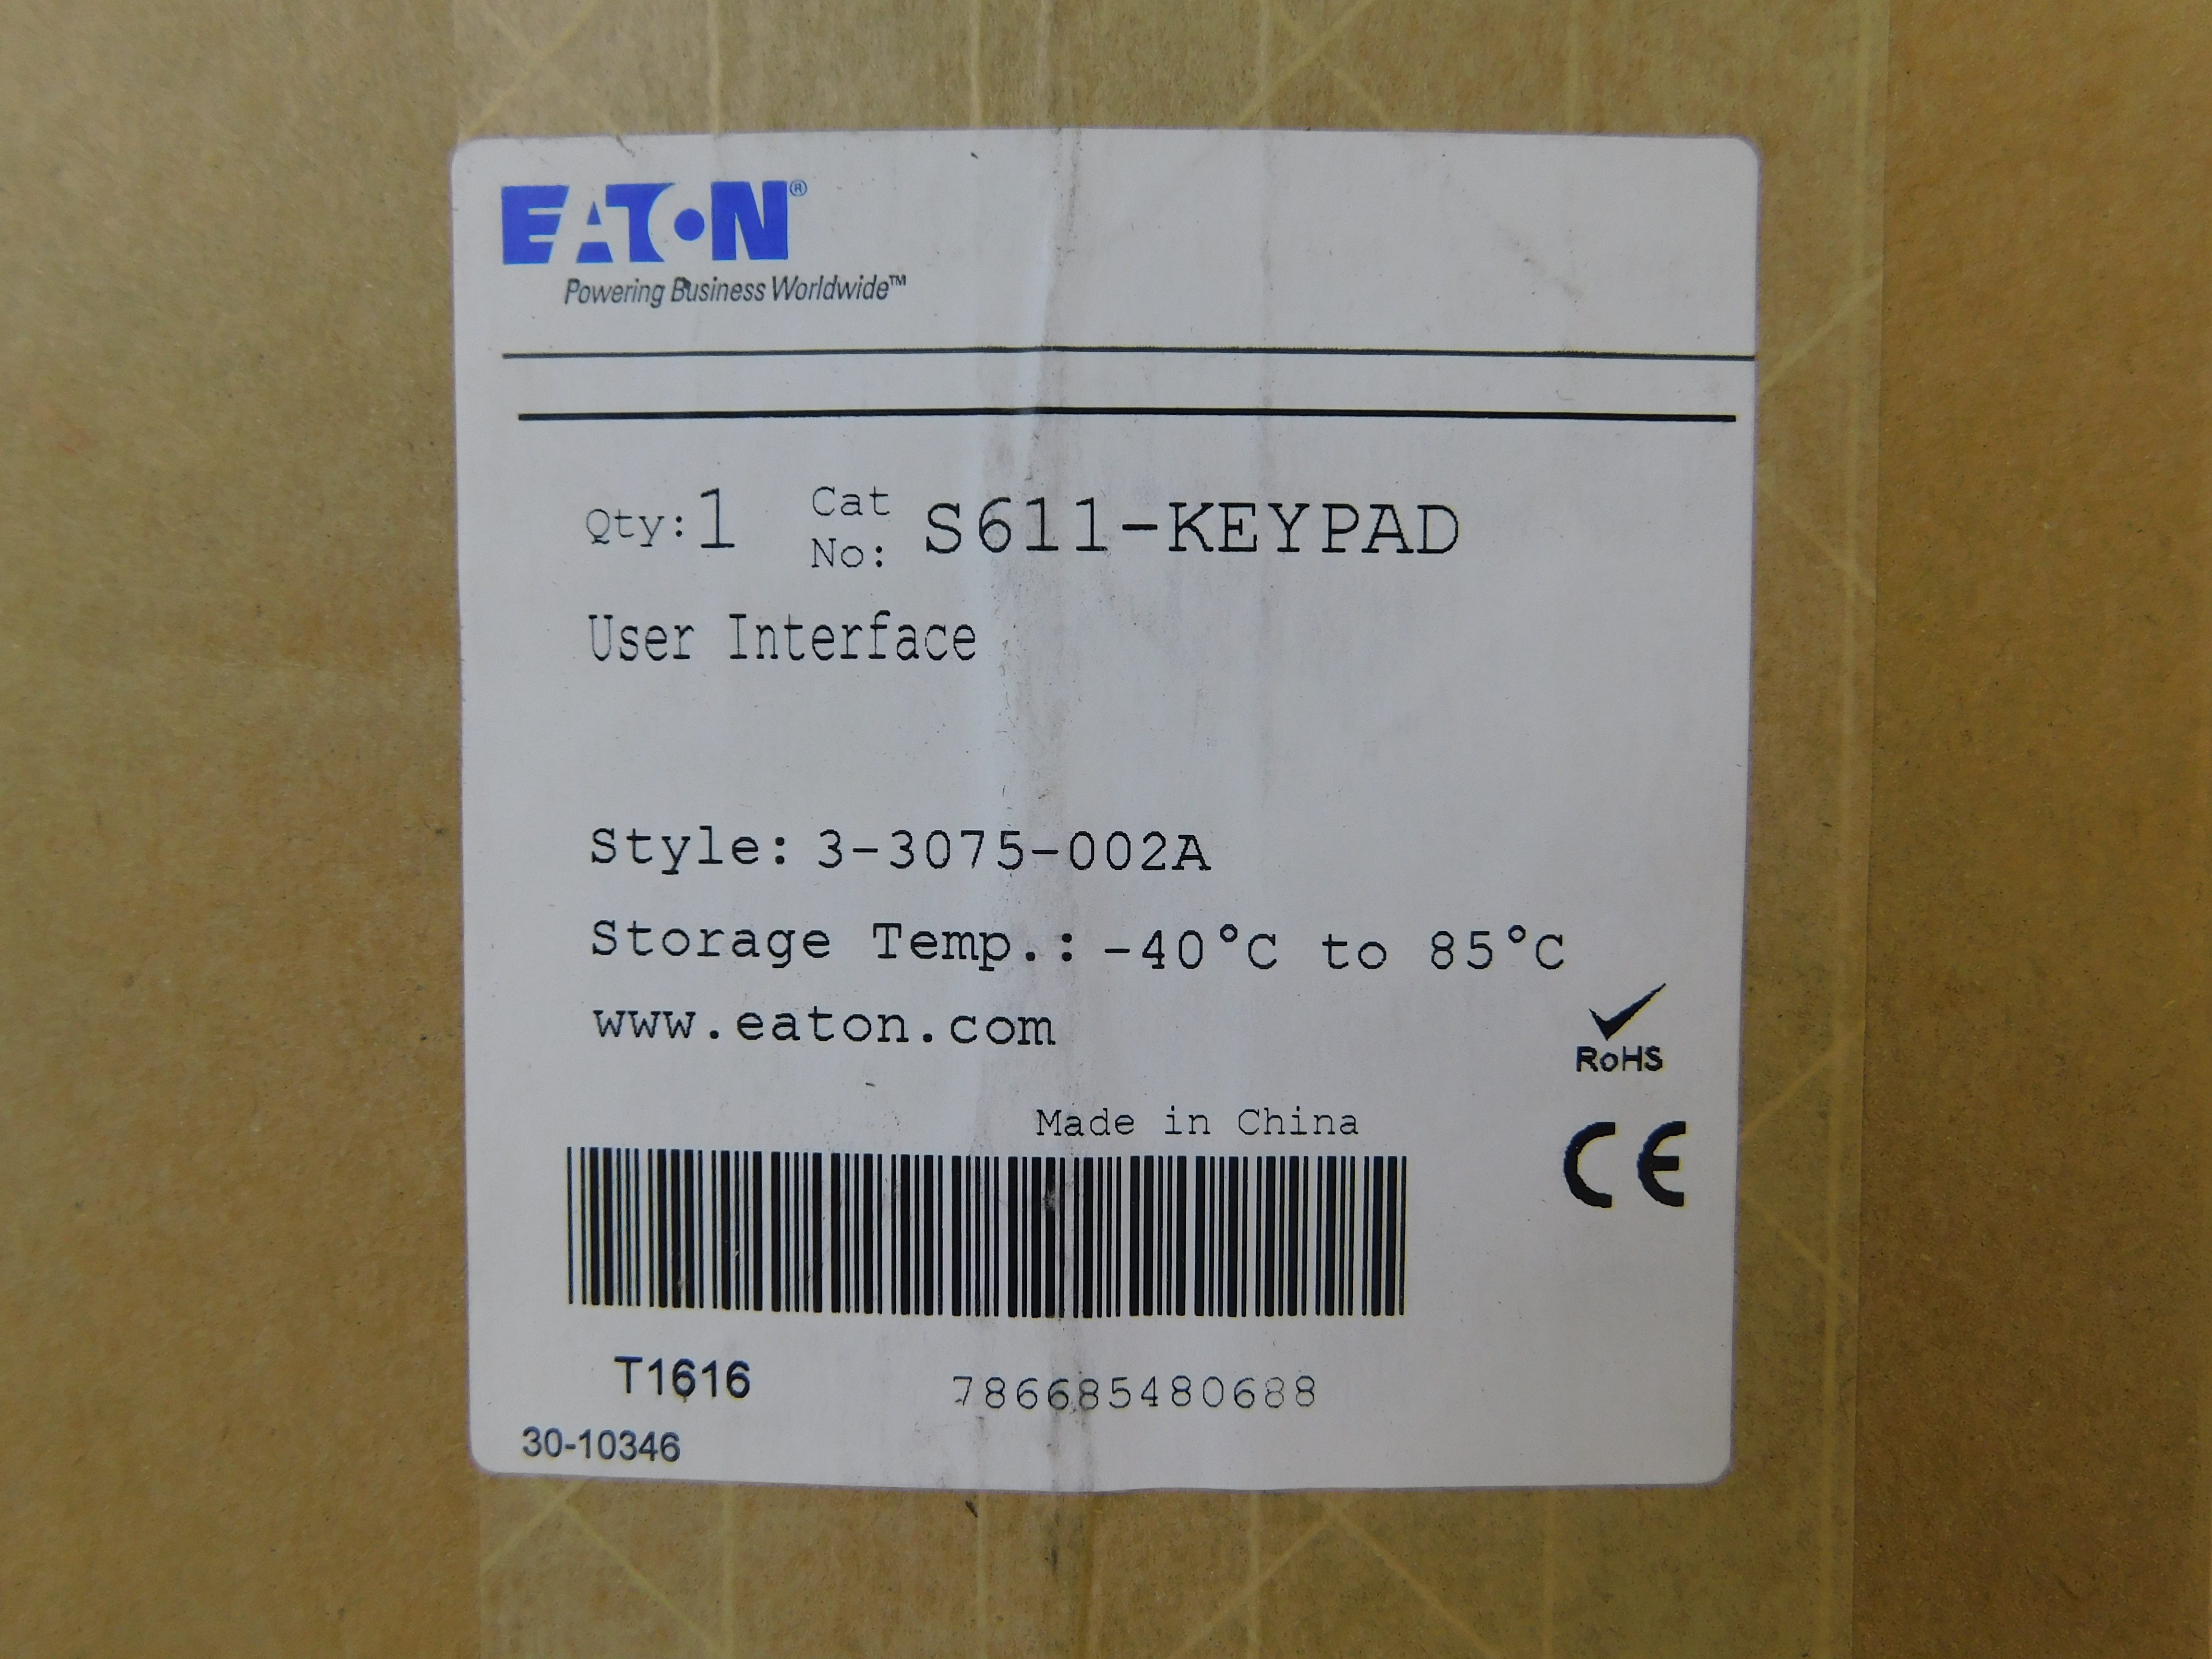 EATON®
Powering Business Worldwide™
Qty: 1 Cat No: S611-KEYPAD
User Interface
Style: 3-3075-002A
Storage Temp.: -40°C to 85°C
www.eaton.com
RoHS
Made in China
CE
T1616 786685480688
30-10346